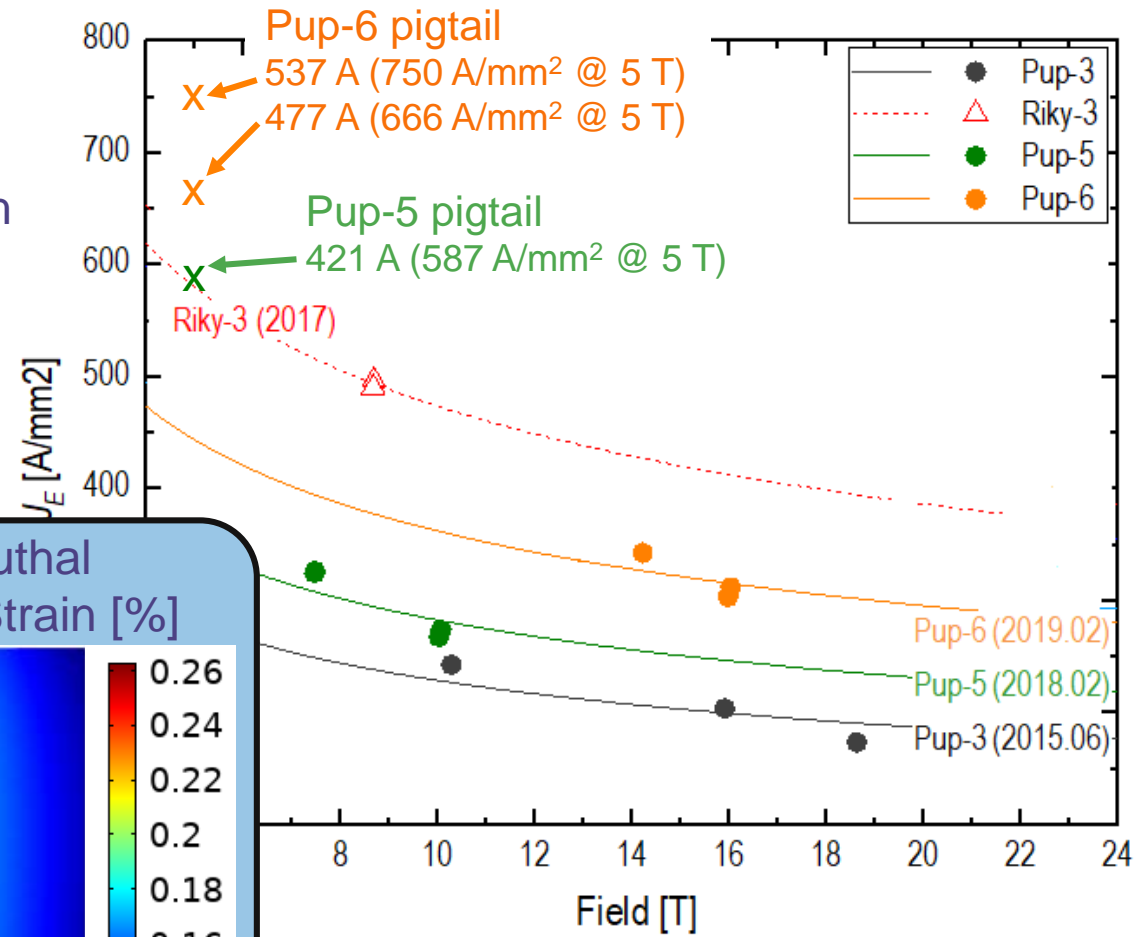 Pup-6 pigtail
537 A (750 A/mm² @ 5 T)
477 A (666 A/mm² @ 5 T)
Pup-5 pigtail
421 A (587 A/mm² @ 5 T)
Pup-3
Riky-3
Pup-5
Pup-6
800
700
600
500
400
[A/mm2]
Riky-3 (2017)
Pup-6 (2019.02)
Pup-5 (2018.02)
Pup-3 (2015.06)
8 10 12 14 16 18 20 22 24
Field [T]
[%]
0.26
0.24
0.22
0.2
0.18